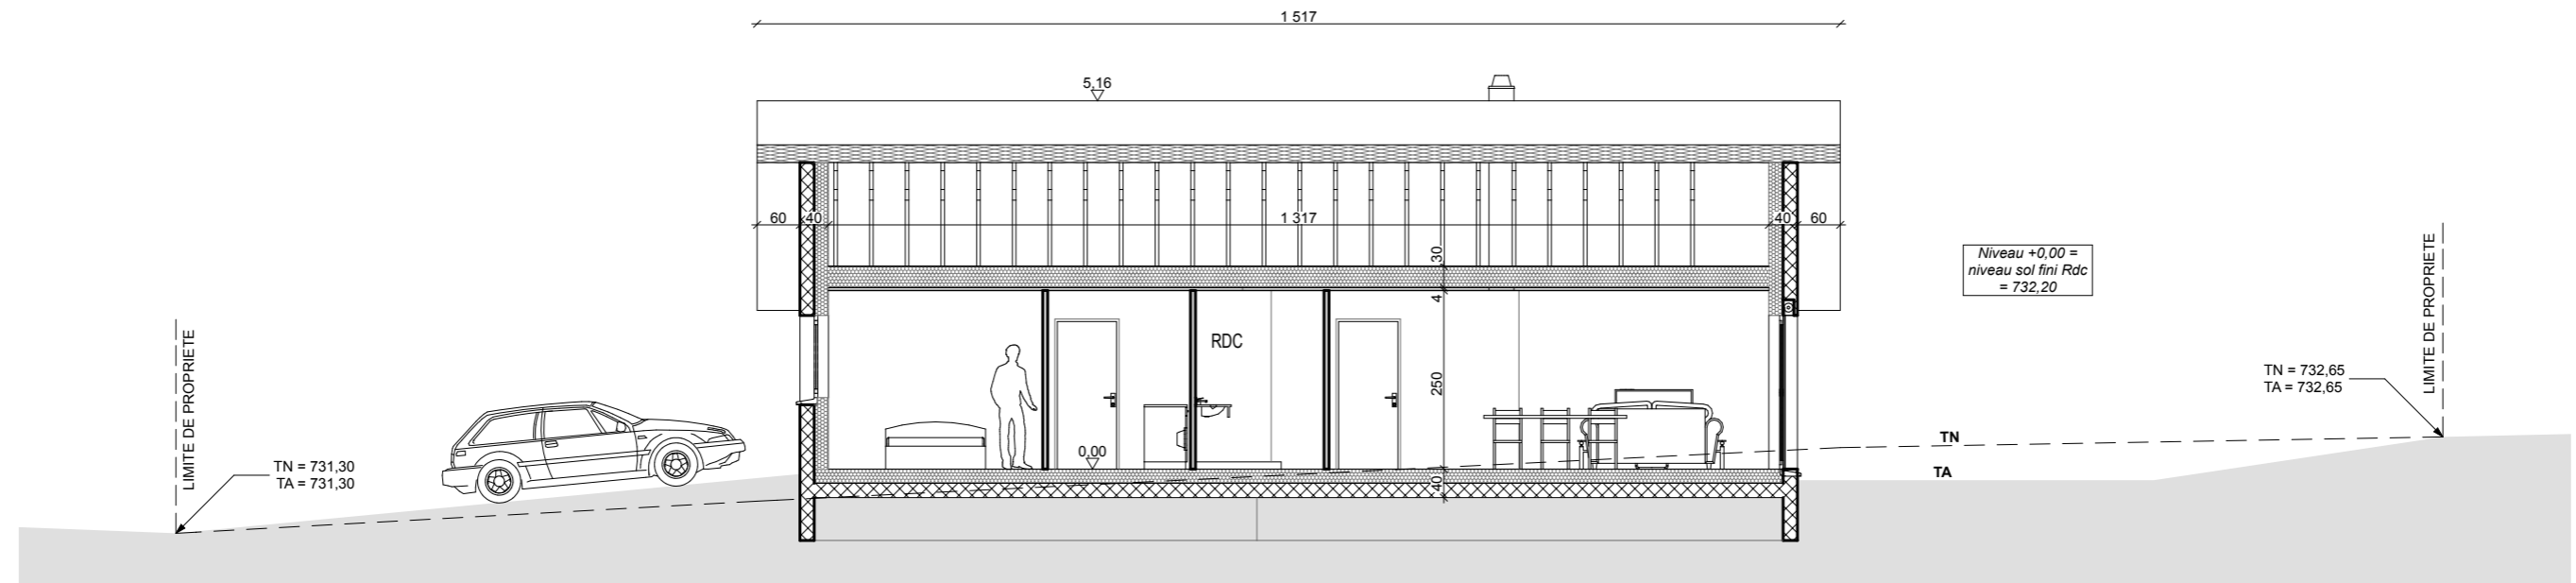 1 517
5,16
60
40
1 317
40
60
30
4
250
40
RDC
0,00
Niveau +0,00 =
niveau sol fini Rdc
= 732,20
LIMITE DE PROPRIETE
TN = 731,30
TA = 731,30
TN
TA
TN = 732,65
TA = 732,65
LIMITE DE PROPRIETE